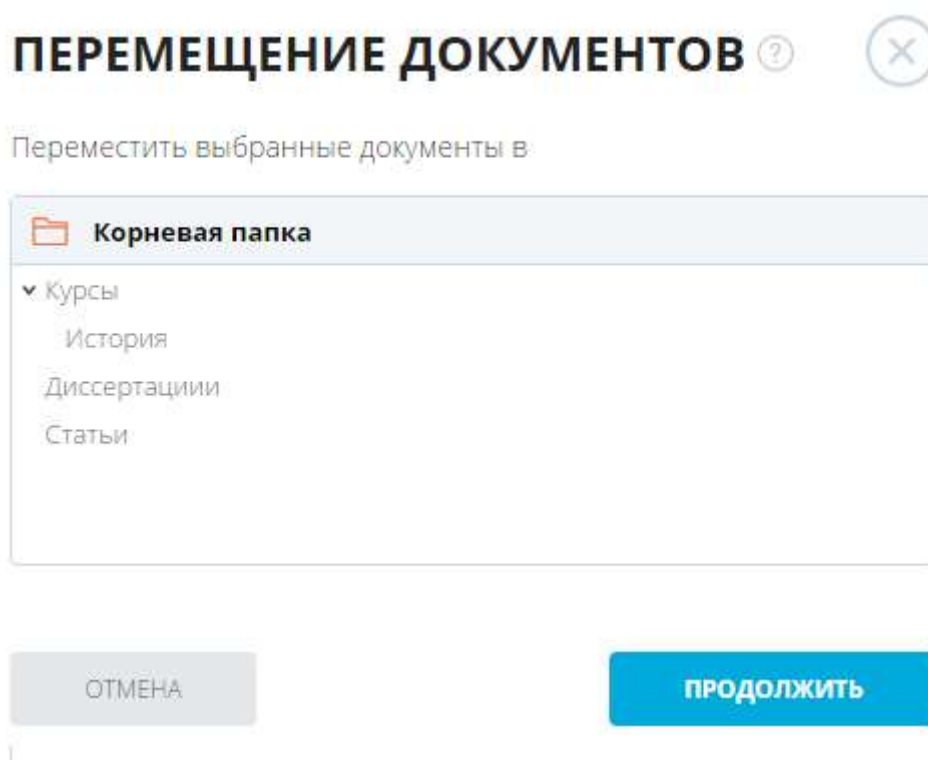 ПЕРЕМЕЩЕНИЕ ДОКУМЕНТОВ ?
Переместить выбранные документы в
Корневая папка
Курсы
История
Диссертациии
Статьи
ОТМЕНА
ПРОДОЛЖИТЬ